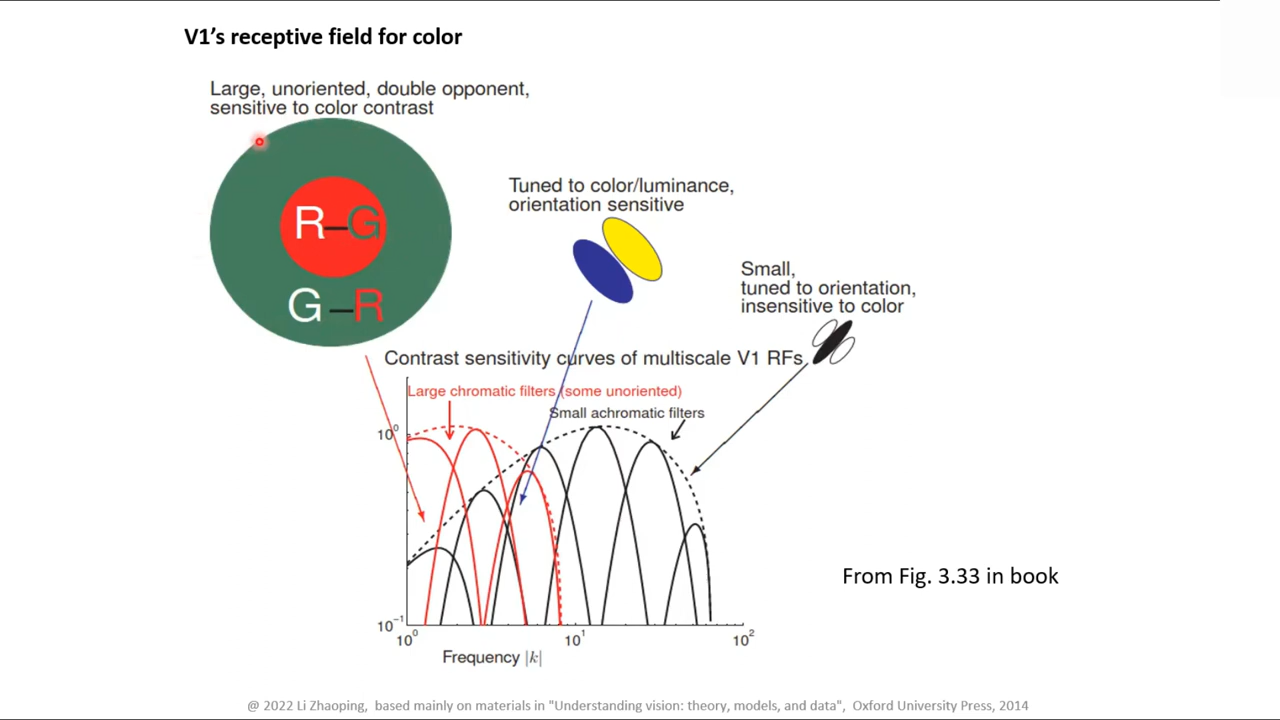 V1's receptive field for color
Large, unoriented, double opponent,
sensitive to color contrast
R–G
G–R
Tuned to color/luminance,
orientation sensitive
Small,
tuned to orientation,
insensitive to color
Contrast sensitivity curves of multiscale V1 RFs
Large chromatic filters (some unoriented)
Small achromatic filters
10⁰
10⁻¹
10⁰ 10¹ 10²
Frequency |k|
From Fig. 3.33 in book
@ 2022 Li Zhaoping, based mainly on materials in "Understanding vision: theory, models, and data", Oxford University Press, 2014